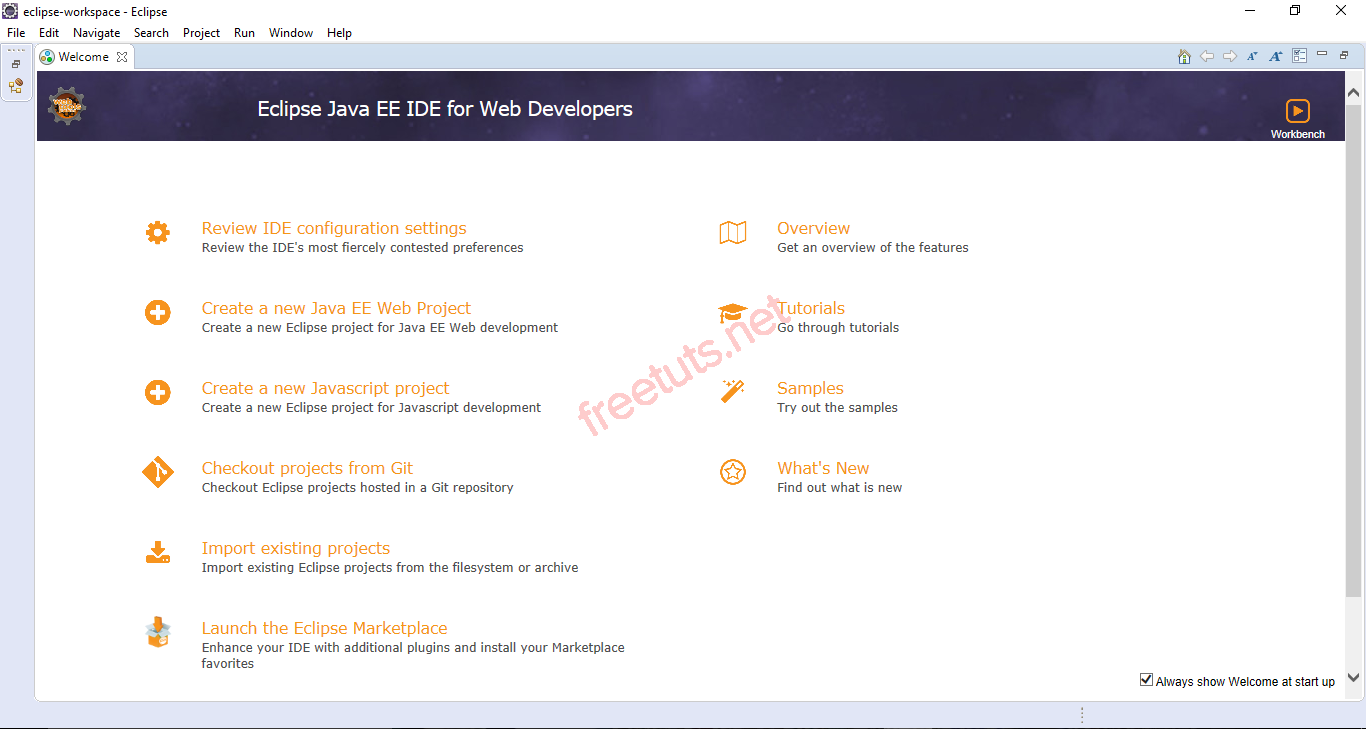 eclipse-workspace - Eclipse
File Edit Navigate Search Project Run Window Help
Welcome
Eclipse Java EE IDE for Web Developers
Workbench
Review IDE configuration settings
Review the IDE's most fiercely contested preferences
Create a new Java EE Web Project
Create a new Eclipse project for Java EE Web development
Create a new Javascript project
Create a new Eclipse project for Javascript development
Checkout projects from Git
Checkout Eclipse projects hosted in a Git repository
Import existing projects
Import existing Eclipse projects from the filesystem or archive
Launch the Eclipse Marketplace
Enhance your IDE with additional plugins and install your Marketplace
favorites
Overview
Get an overview of the features
Tutorials
Go through tutorials
Samples
Try out the samples
What's New
Find out what is new
freetuts.net
Always show Welcome at start up